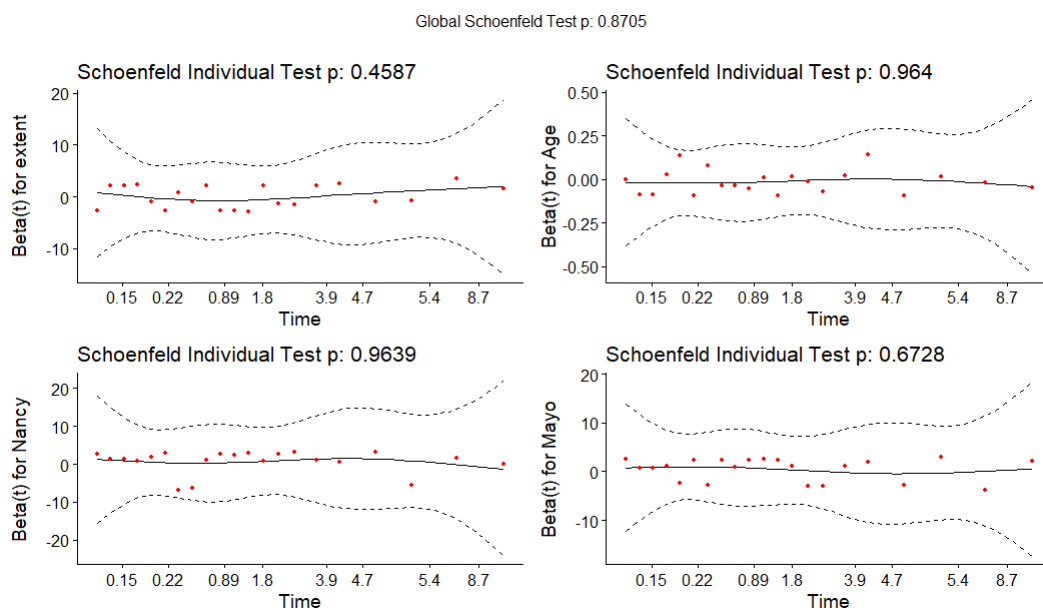 Global Schoenfeld Test p: 0.8705
Schoenfeld Individual Test p: 0.4587
Beta(t) for extent
20
10
0
-10
0.15 0.22 0.89 1.8 3.9 4.7 5.4 8.7
Time
Schoenfeld Individual Test p: 0.964
Beta(t) for Age
0.50
0.25
0.00
-0.25
-0.50
0.15 0.22 0.89 1.8 3.9 4.7 5.4 8.7
Time
Schoenfeld Individual Test p: 0.9639
Beta(t) for Nancy
20
10
0
-10
-20
0.15 0.22 0.89 1.8 3.9 4.7 5.4 8.7
Time
Schoenfeld Individual Test p: 0.6728
Beta(t) for Mayo
20
10
0
-10
0.15 0.22 0.89 1.8 3.9 4.7 5.4 8.7
Time